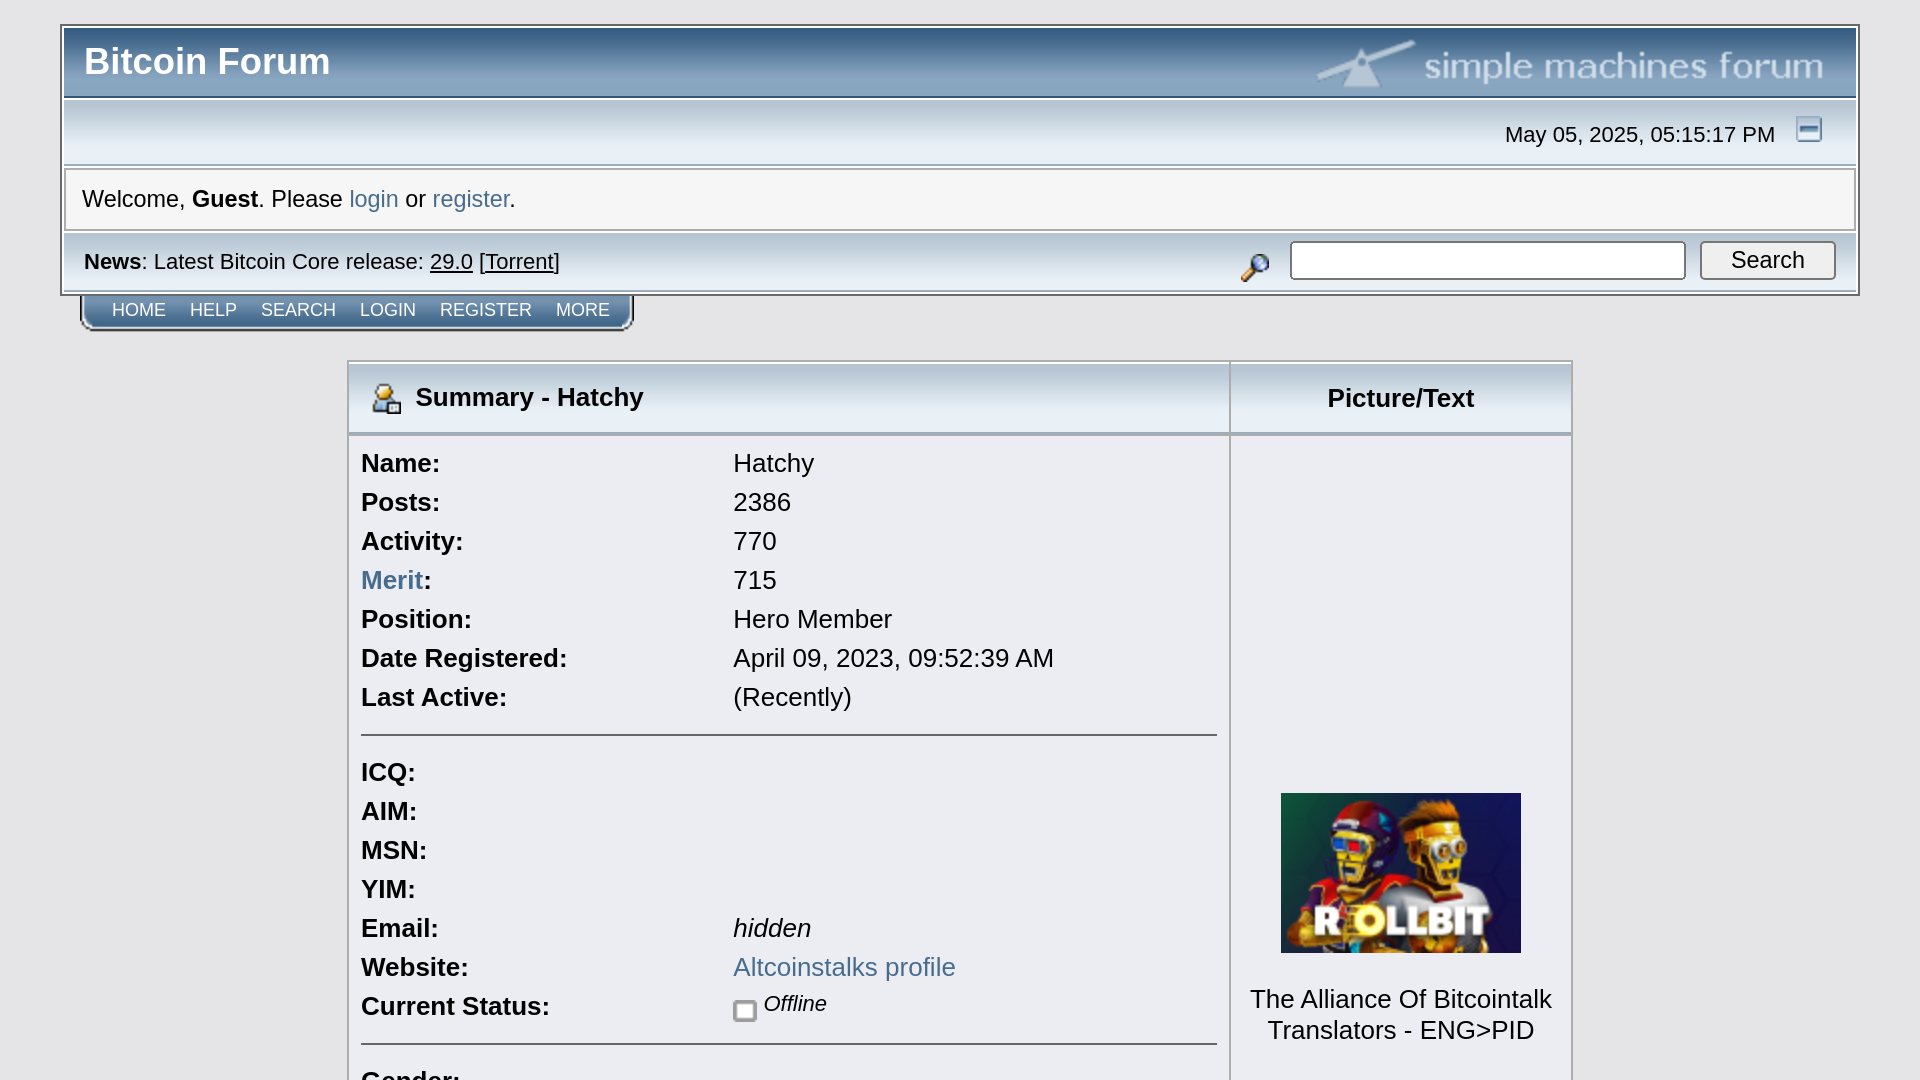 Bitcoin Forum
simple machines forum
May 05, 2025, 05:15:17 PM
Welcome, Guest. Please login or register.
News: Latest Bitcoin Core release: 29.0 [Torrent]
Search
HOME HELP SEARCH LOGIN REGISTER MORE
Summary - Hatchy
Picture/Text
Name: Hatchy
Posts: 2386
Activity: 770
Merit: 715
Position: Hero Member
Date Registered: April 09, 2023, 09:52:39 AM
Last Active: (Recently)
ICQ:
AIM:
MSN:
YIM:
Email: hidden
Website: Altcoinstalks profile
Current Status: Offline
Gender:
ROLLBIT
The Alliance Of Bitcointalk
Translators - ENG>PID